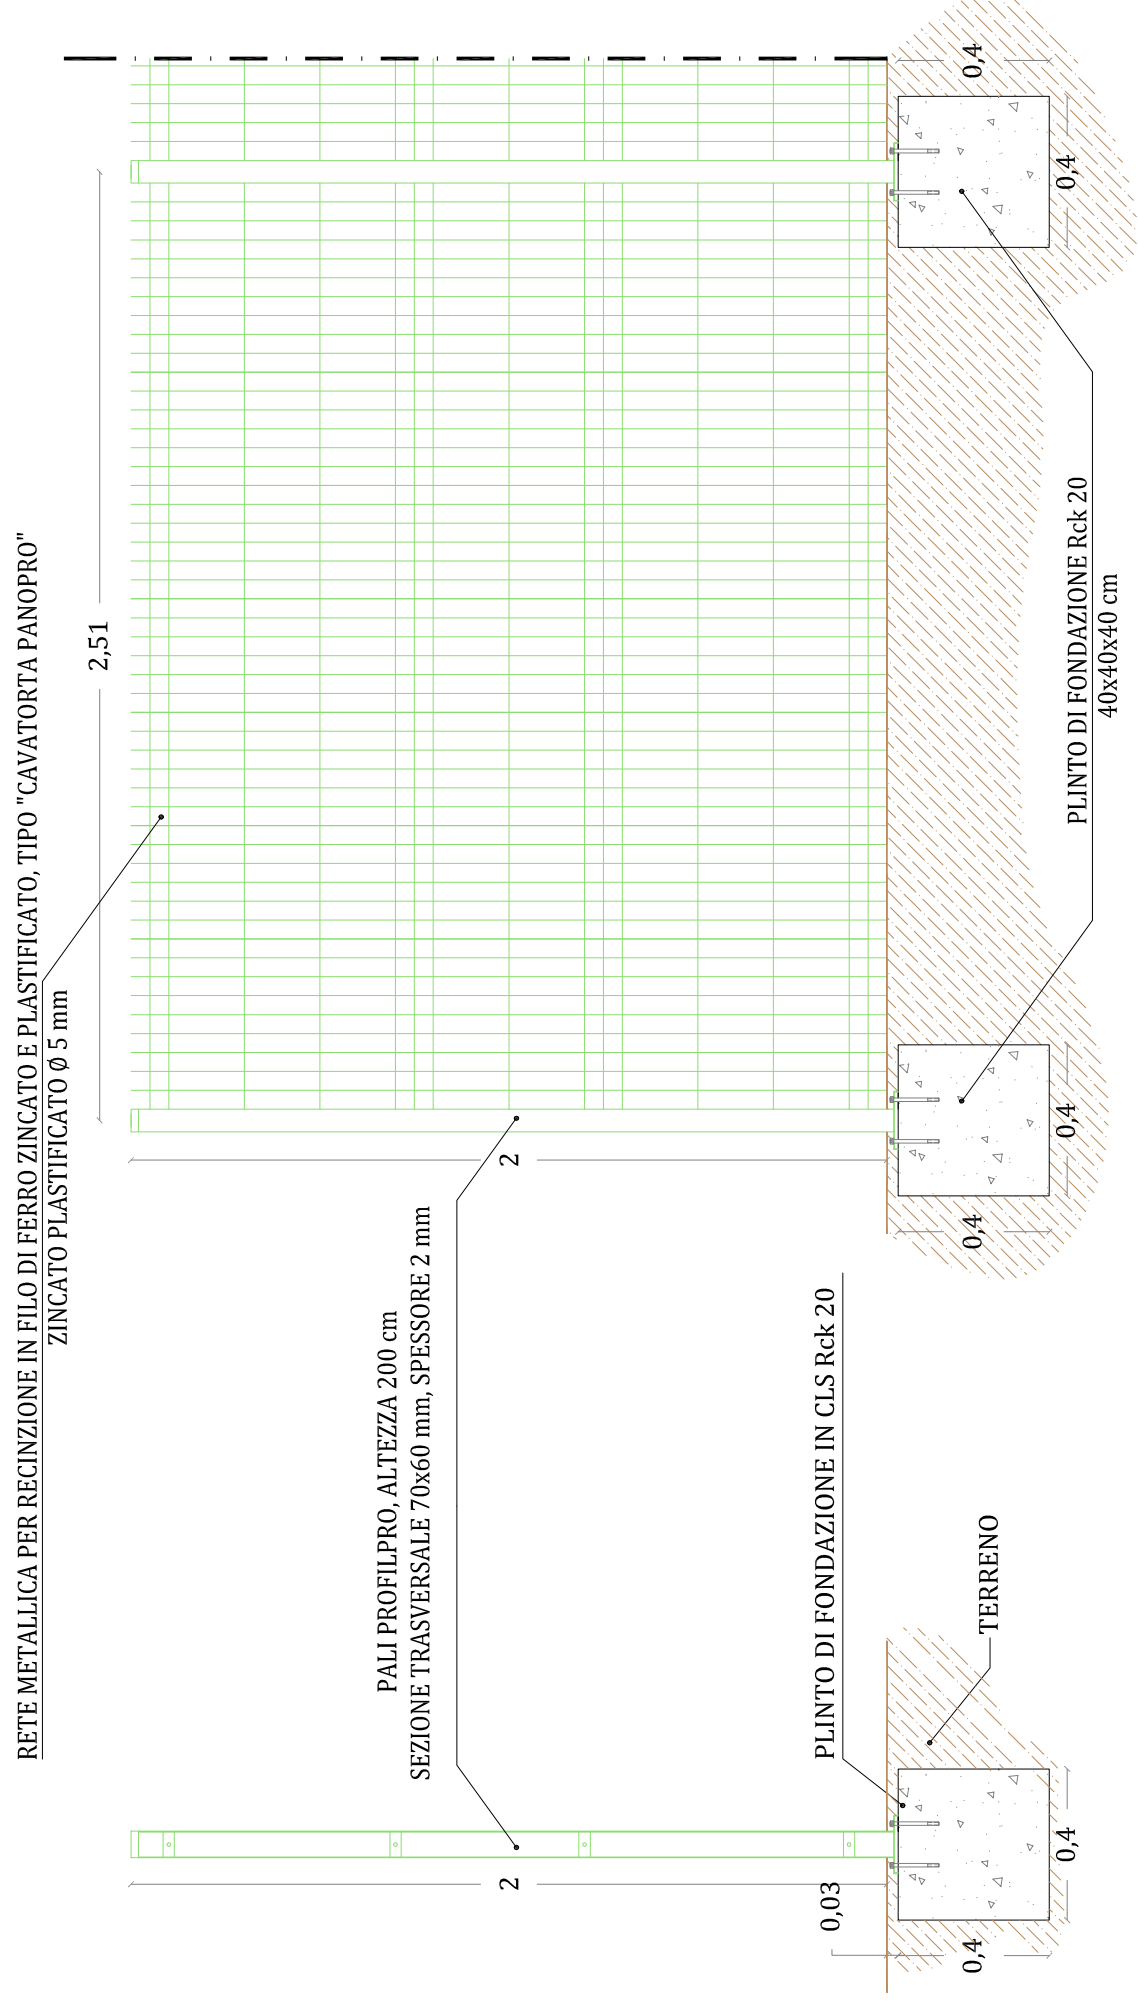 RETE METALLICA PER RECINZIONE IN FILO DI FERRO ZINCATO E PLASTIFICATO, TIPO "CAVATORTA PANOPRO"
ZINCATO PLASTIFICATO Ø 5 mm
2,51
PALI PROFILPRO, ALTEZZA 200 cm
SEZIONE TRASVERSALE 70x60 mm, SPESSORE 2 mm
2
2
0,03
PLINTO DI FONDAZIONE IN CLS Rck 20
TERRENO
0,4
0,4
0,4
0,4
0,4
0,4
PLINTO DI FONDAZIONE Rck 20
40x40x40 cm